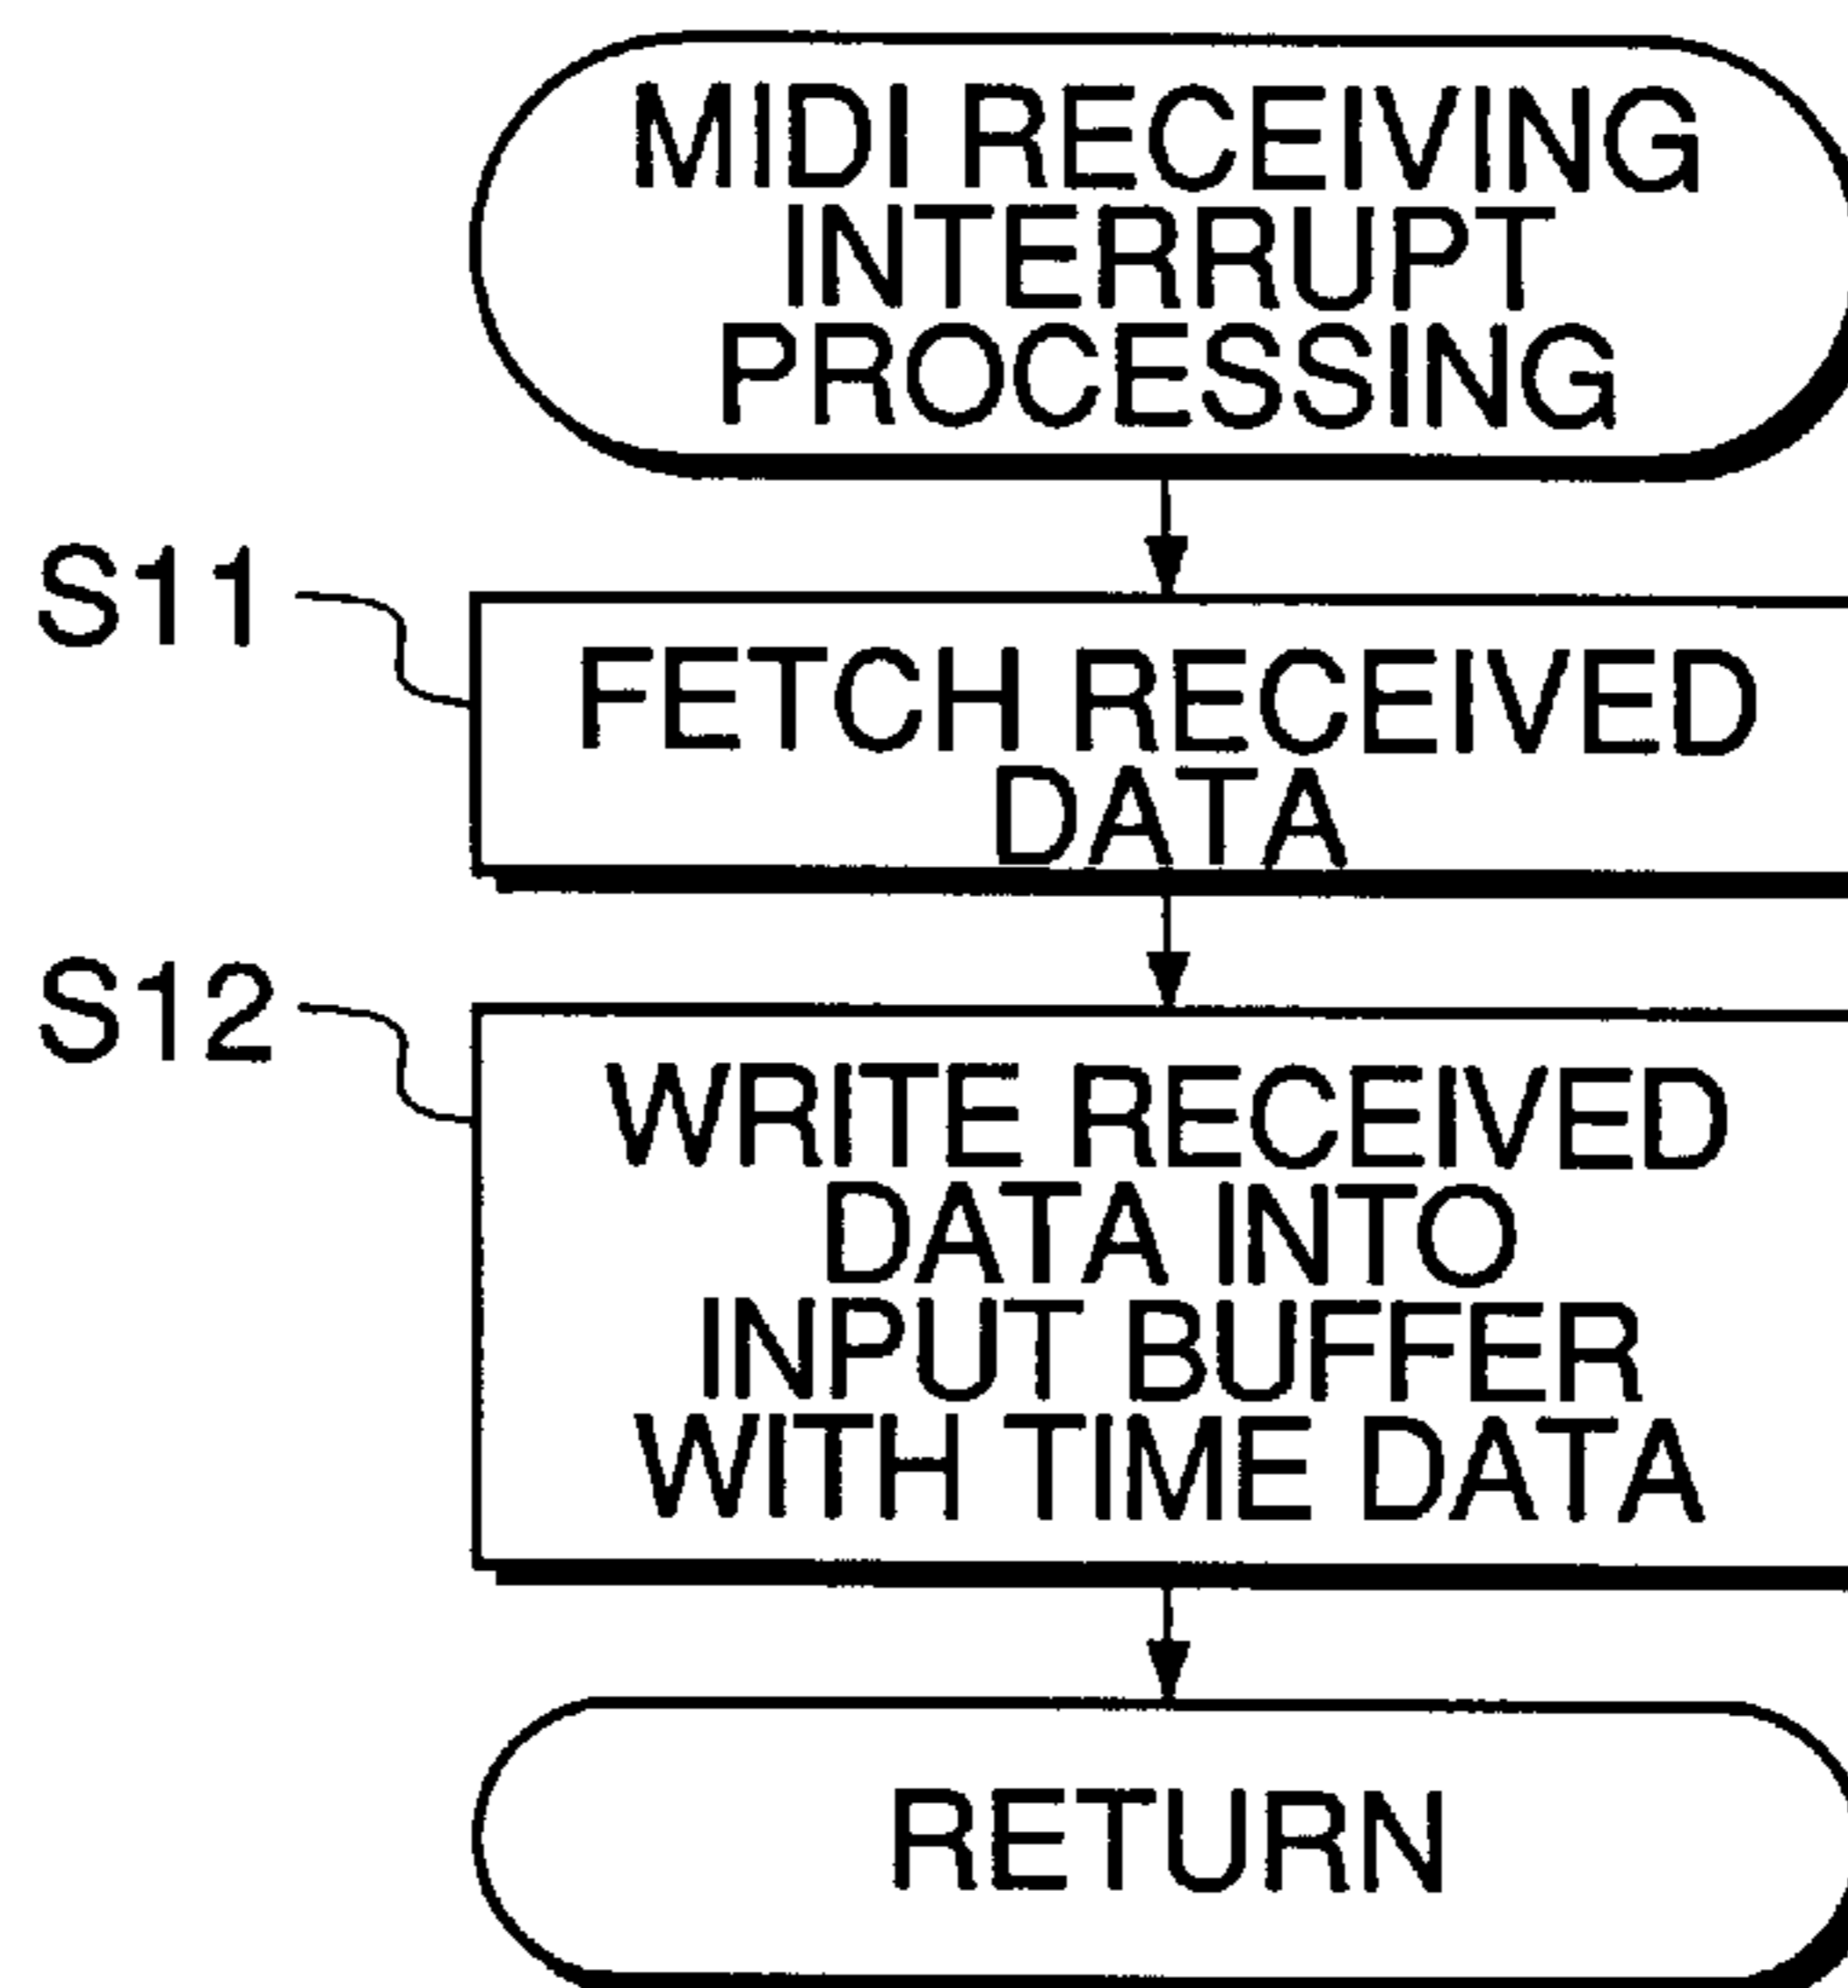 MIDI RECEIVING
INTERRUPT
PROCESSING
S11
FETCH RECEIVED
DATA
S12
WRITE RECEIVED
DATA INTO
INPUT BUFFER
WITH TIME DATA
RETURN